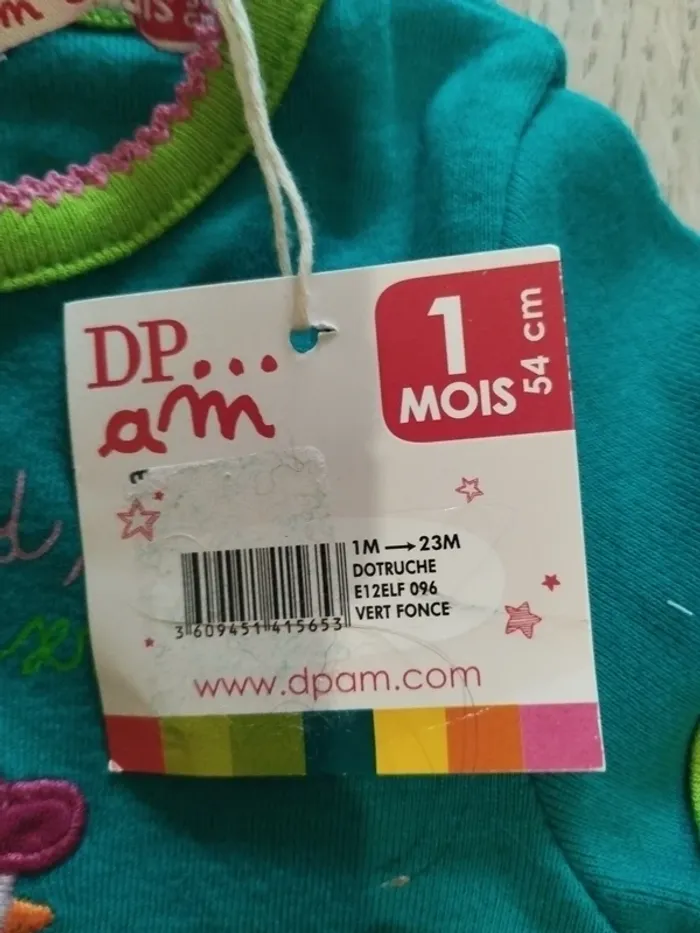 m
MOIS
DP...
am
1
MOIS
54 cm
1M → 23M
DOTRUCHE
E12ELF 096
VERT FONCE
3 609451 415653
www.dpam.com